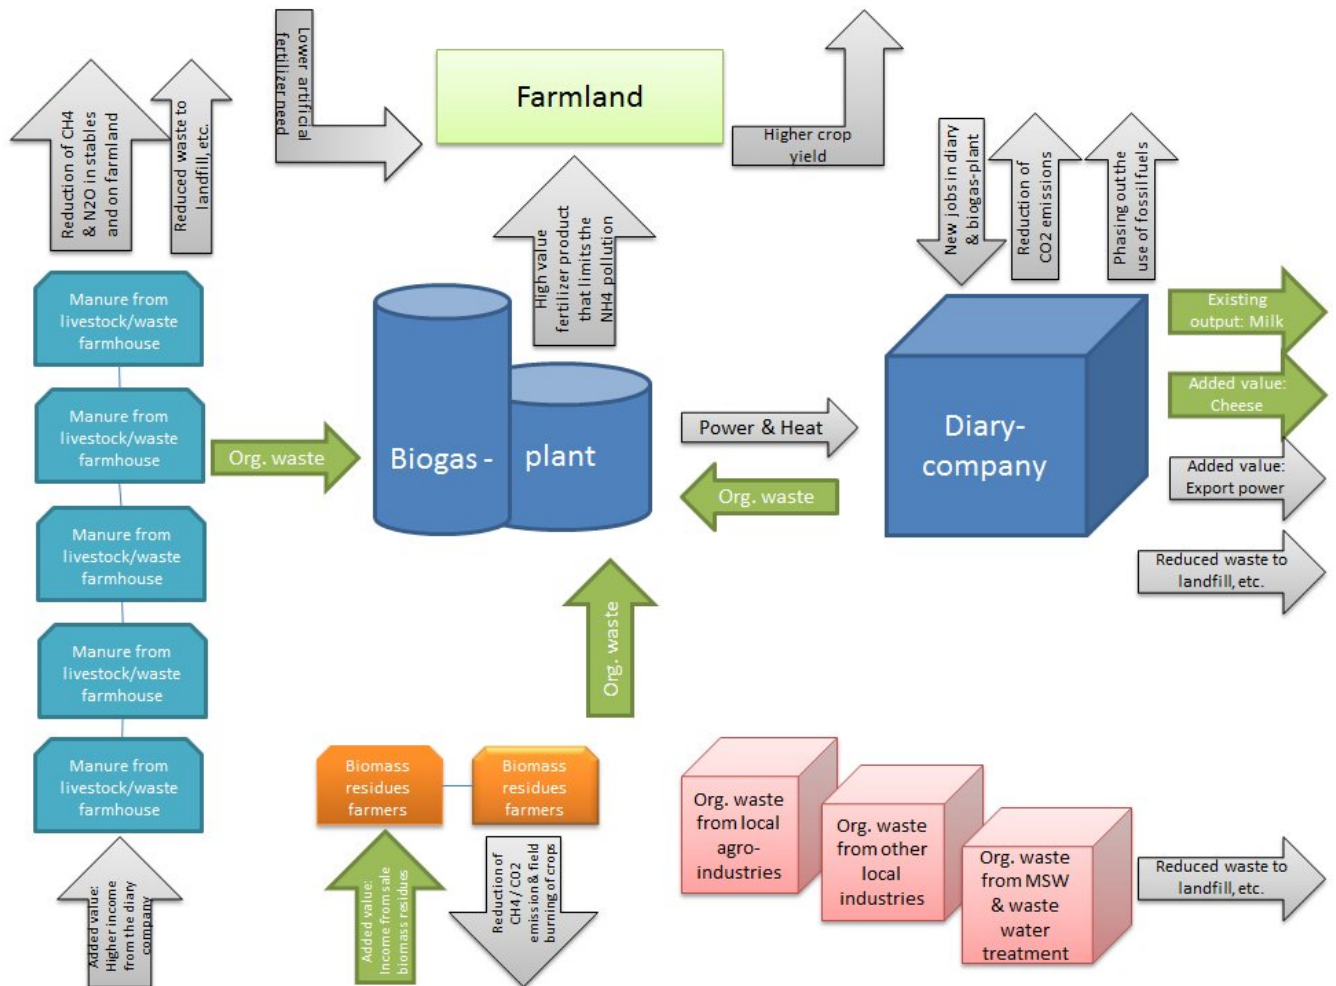 Lower artificial
fertilizer need
Farmland
Higher crop
yield
Reduction of CH4
& N2O in stables
and on farmland
Reduced waste to
landfill, etc.
High value
fertilizer product
that limits the
NH4 pollution
New jobs in diary
& biogas-plant
Reduction of
CO2 emissions
Phasing out the
use of fossil fuels
Manure from
livestock/waste
farmhouse
Manure from
livestock/waste
farmhouse
Manure from
livestock/waste
farmhouse
Manure from
livestock/waste
farmhouse
Manure from
livestock/waste
farmhouse
Org. waste
Biogas - plant
Power & Heat
Org. waste
Diary-
company
Existing
output: Milk
Added value:
Cheese
Added value:
Export power
Reduced waste to
landfill, etc.
Org. waste
Biomass
residues
farmers
Biomass
residues
farmers
Added value:
Higher income
from the diary
company
Added value:
Income from sale
biomass residues
Reduction of
CH4 / CO2
emission & field
burning of crops
Org. waste
from local
agro-
industries
Org. waste
from other
local
industries
Org. waste
from MSW
& waste
water
treatment
Reduced waste to
landfill, etc.